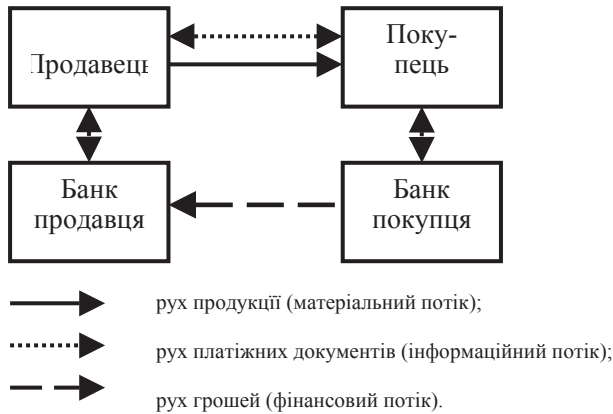 Продавець
Поку-
пець
Банк
продавця
Банк
покупця
рух продукції (матеріальний потік);
рух платіжних документів (інформаційний потік);
рух грошей (фінансовий потік).